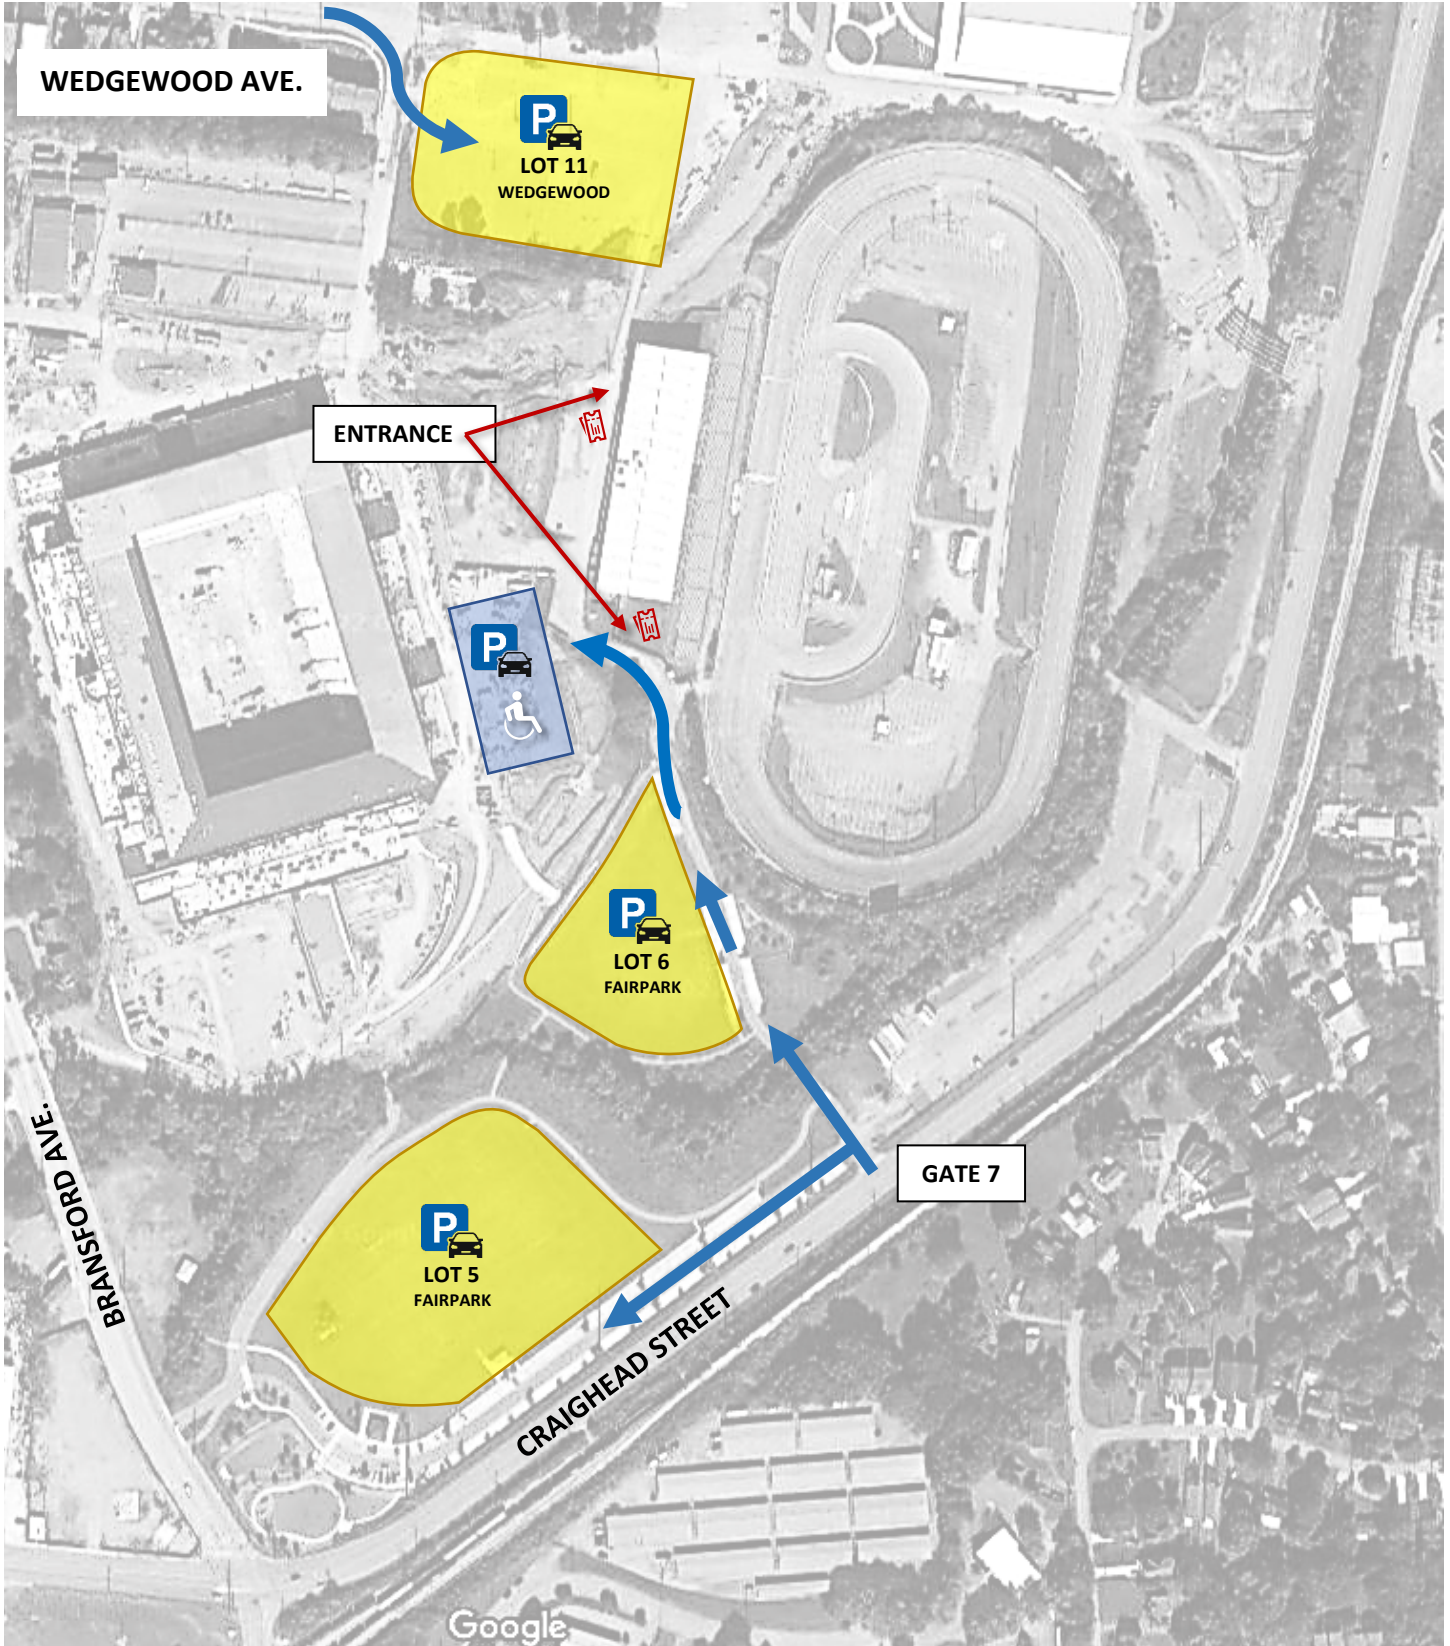 WEDGEWOOD AVE.
P
LOT 11
WEDGEWOOD
ENTRANCE
P
P
LOT 6
FAIRPARK
GATE 7
BRANSFORD AVE.
P
LOT 5
FAIRPARK
CRAIGHEAD STREET
Google